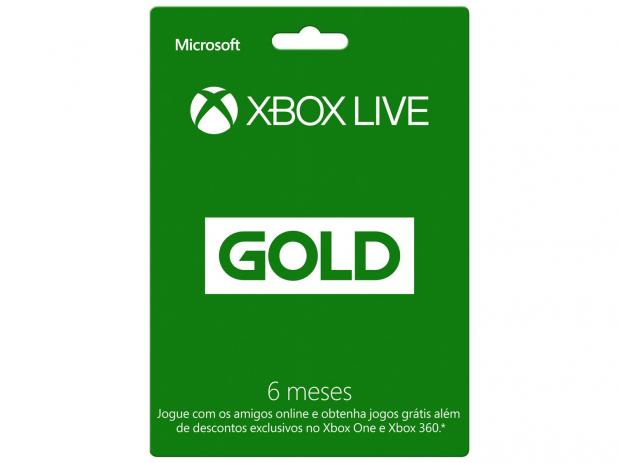 Microsoft
XBOX LIVE
GOLD
6 meses
Jogue com os amigos online e obtenha jogos grátis além
de descontos exclusivos no Xbox One e Xbox 360.*